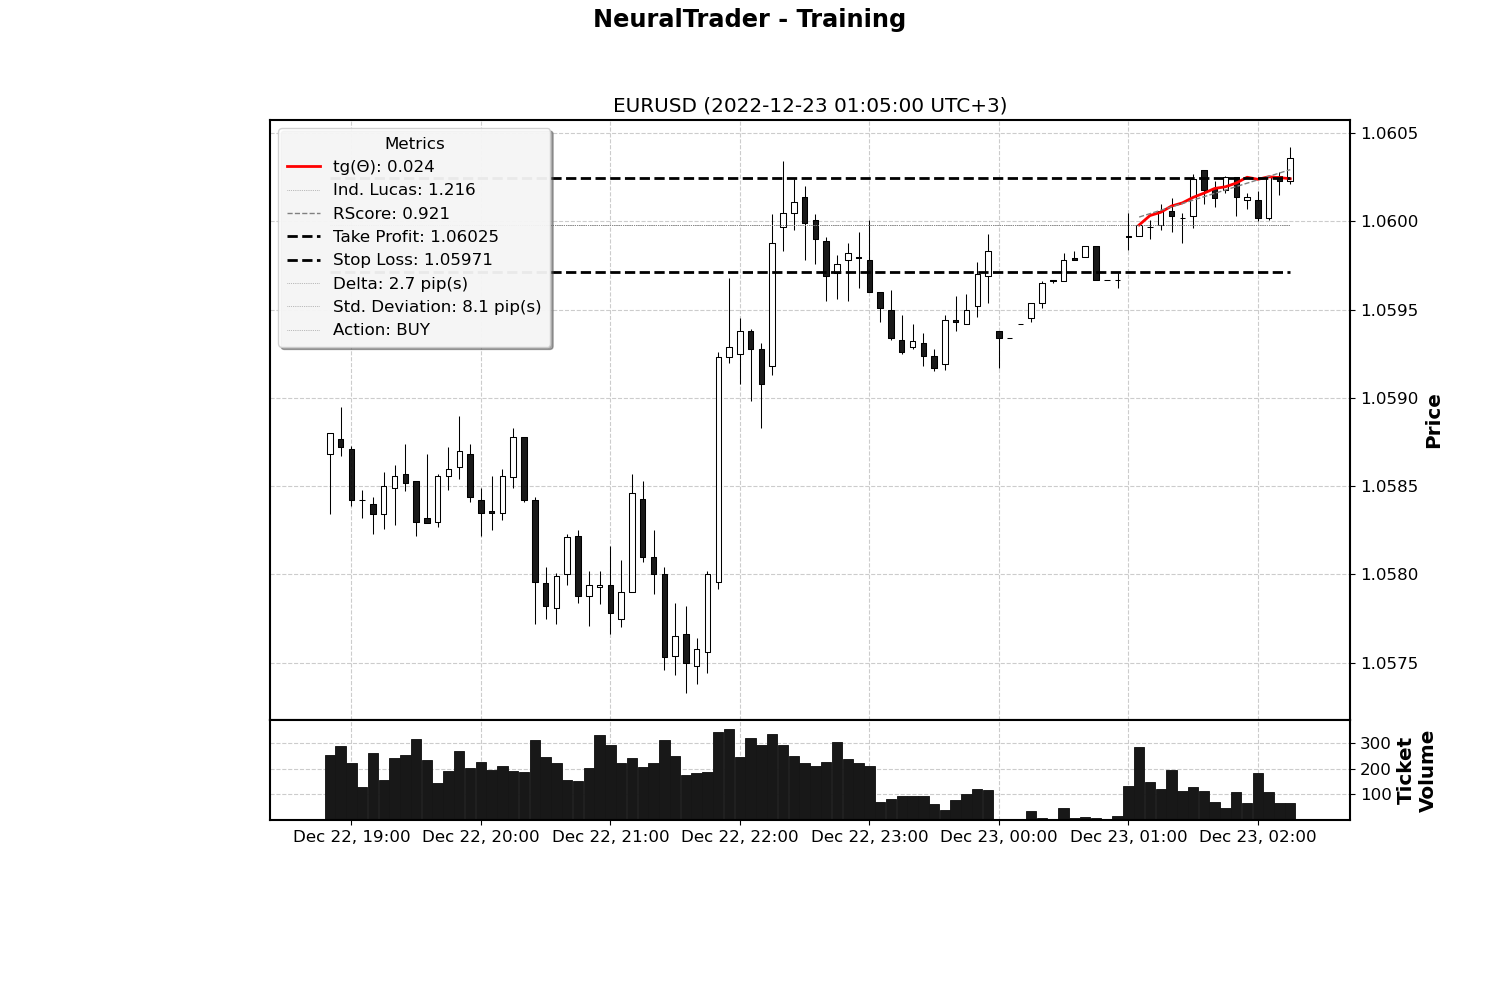 NeuralTrader - Training
EURUSD (2022-12-23 01:05:00 UTC+3)
Metrics
tg(Θ): 0.024
Ind. Lucas: 1.216
RScore: 0.921
Take Profit: 1.06025
Stop Loss: 1.05971
Delta: 2.7 pip(s)
Std. Deviation: 8.1 pip(s)
Action: BUY
1.0605
1.0600
1.0595
1.0590
1.0585
1.0580
1.0575
Price
300
200
100
Ticket
Volume
Dec 22, 19:00 Dec 22, 20:00 Dec 22, 21:00 Dec 22, 22:00 Dec 22, 23:00 Dec 23, 00:00 Dec 23, 01:00 Dec 23, 02:00